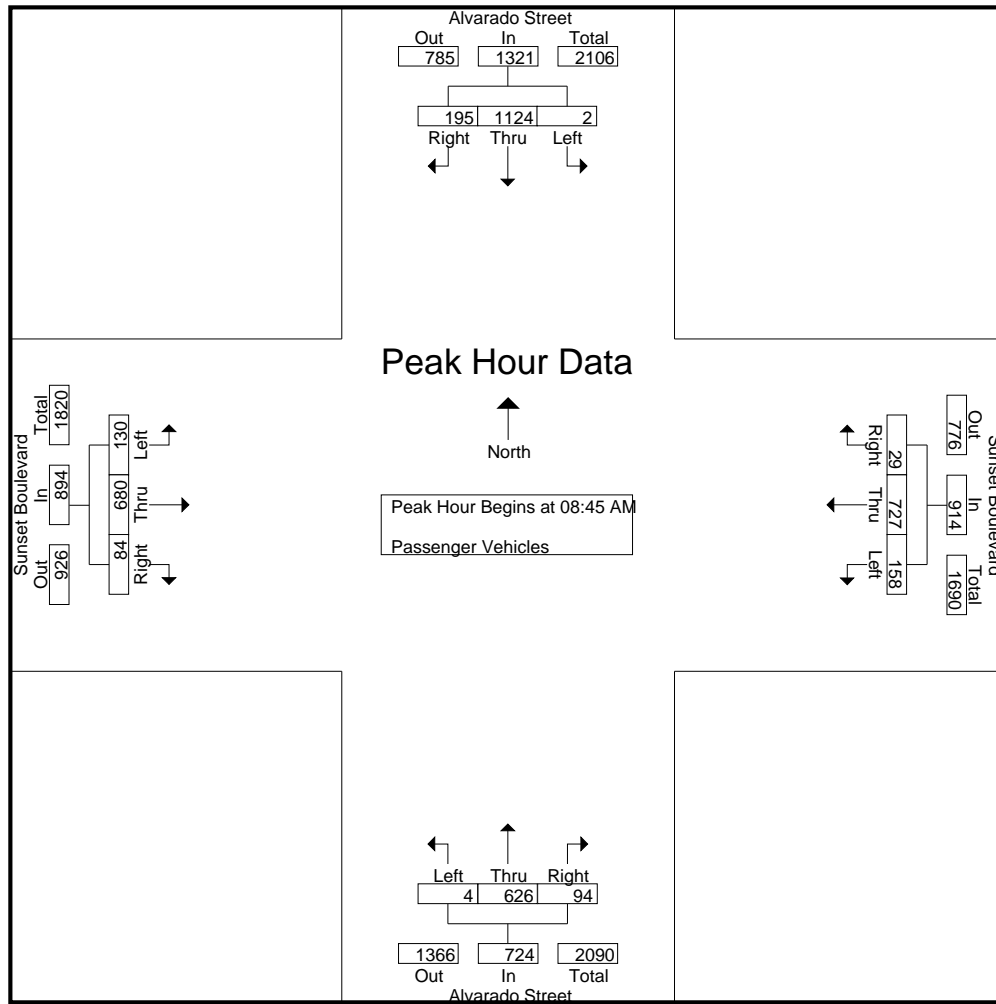 Alvarado Street
Out In Total
785 1321 2106
195 1124 2
Right Thru Left
Peak Hour Data
North
Peak Hour Begins at 08:45 AM
Passenger Vehicles
Sunset Boulevard
Out In Total
926 894 1820
84 680 130
Right Thru Left
Sunset Boulevard
Out In Total
776 914 1690
29 727 158
Right Thru Left
Left Thru Right
4 626 94
1366 724 2090
Out In Total
Alvarado Street